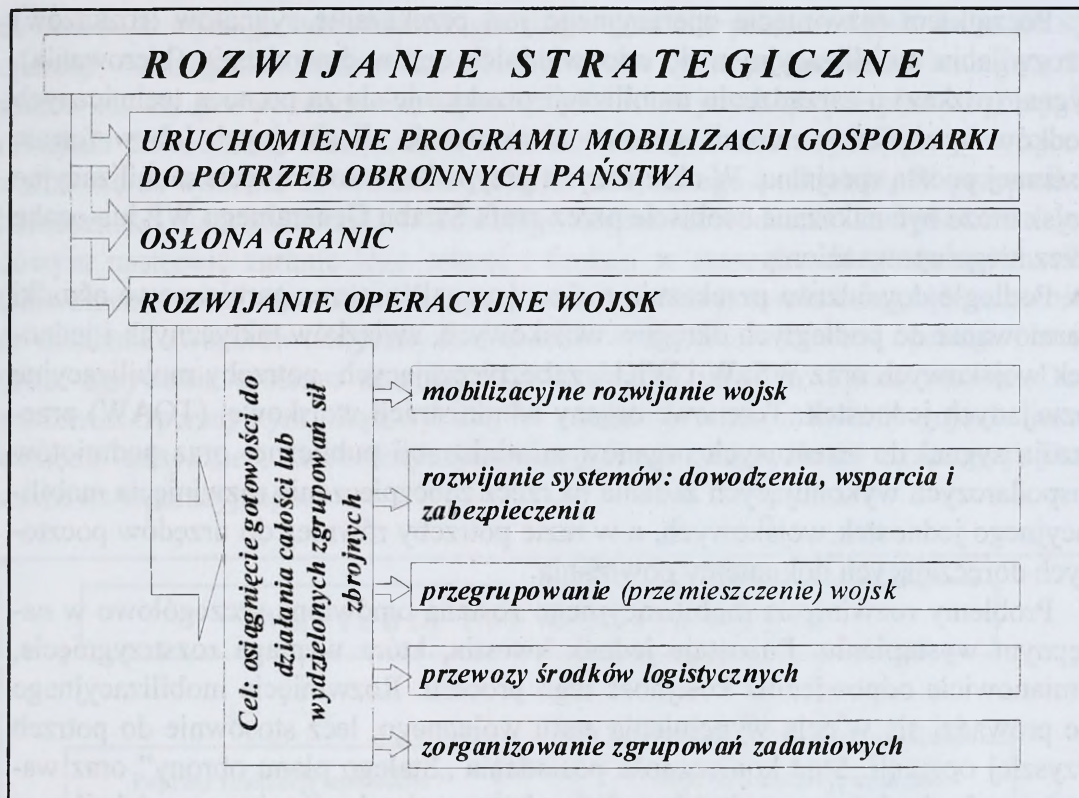 ROZWIJANIE STRATEGICZNE
URUCHOMIENIE PROGRAMU MOBILIZACJI GOSPODARKI
DO POTRZEB OBRONNYCH PAŃSTWA
OSŁONA GRANIC
ROZWIJANIE OPERACYJNE WOJSK
Cel: osiągnięcie gotowości do
działania całości lub
wydzielonych zgrupowań sił
zbrojnych
mobilizacyjne rozwijanie wojsk
rozwijanie systemów: dowodzenia, wsparcia i
zabezpieczenia
przegrupowanie (przemieszczenie) wojsk
przewozy środków logistycznych
zorganizowanie zgrupowań zadaniowych